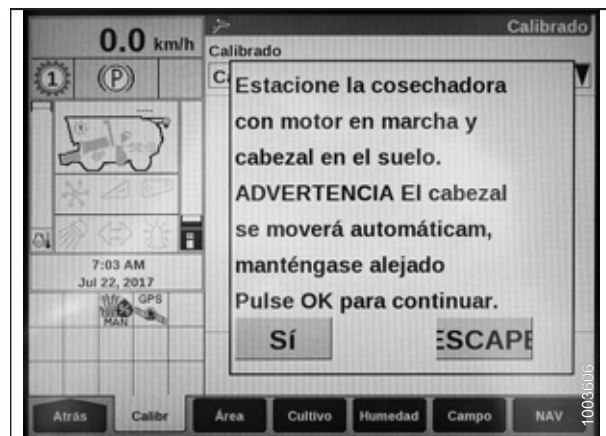 0.0 km/h
Calibrado
Calibrado
Ca
1
P
Estacione la cosechadora
con motor en marcha y
cabezal en el suelo.
ADVERTENCIA El cabezal
se moverá automáticam,
manténgase alejado
Pulse OK para continuar.
Sí
ESCAPE
7:03 AM
Jul 22, 2017
GPS
MAN
Atrás
Calibr
Área
Cultivo
Humedad
Campo
NAV
1003606